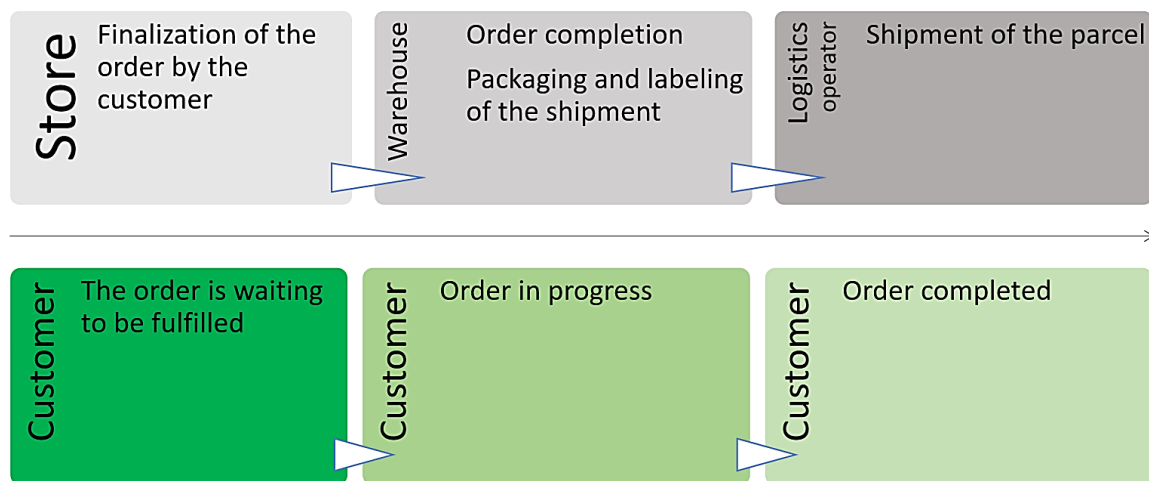 Store
Finalization of the
order by the
customer
Warehouse
Order completion
Packaging and labeling
of the shipment
Logistics
operator
Shipment of the parcel
Customer
The order is waiting
to be fulfilled
Customer
Order in progress
Customer
Order completed